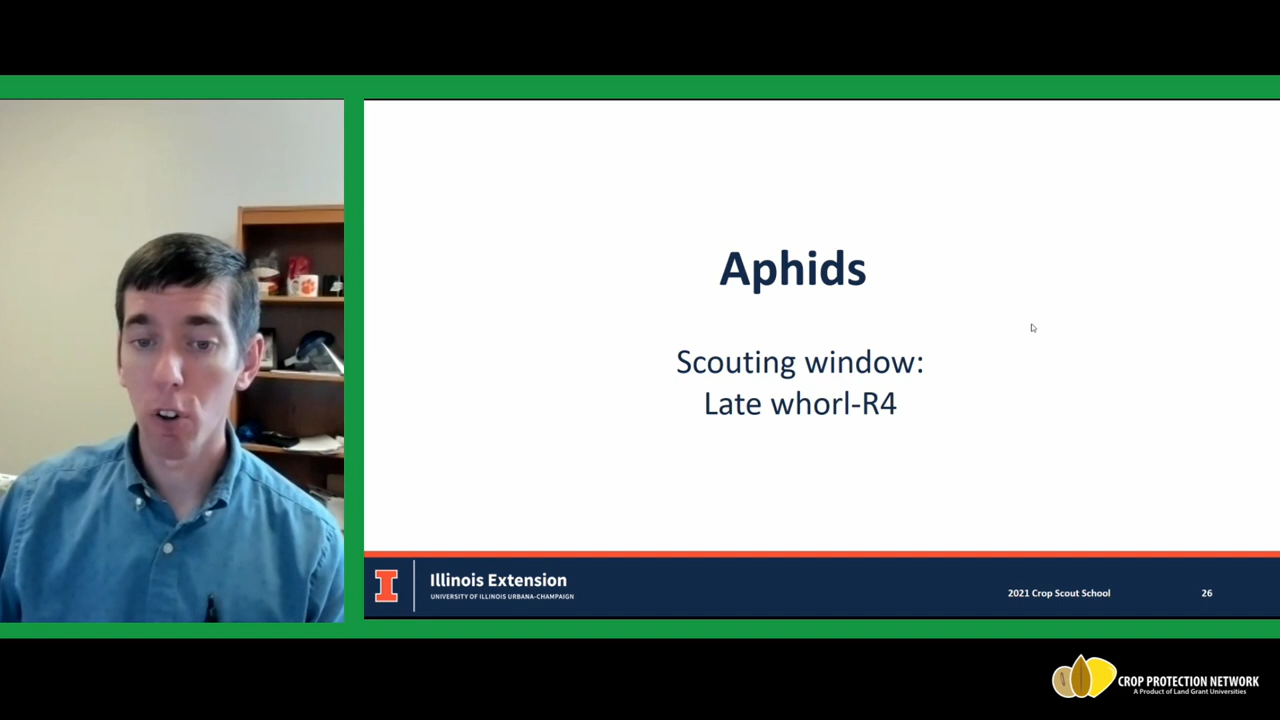 Aphids
Scouting window:
Late whorl-R4
I
Illinois Extension
UNIVERSITY OF ILLINOIS URBANA-CHAMPAIGN
2021 Crop Scout School
26
CROP PROTECTION NETWORK
A Product of Land Grant Universities